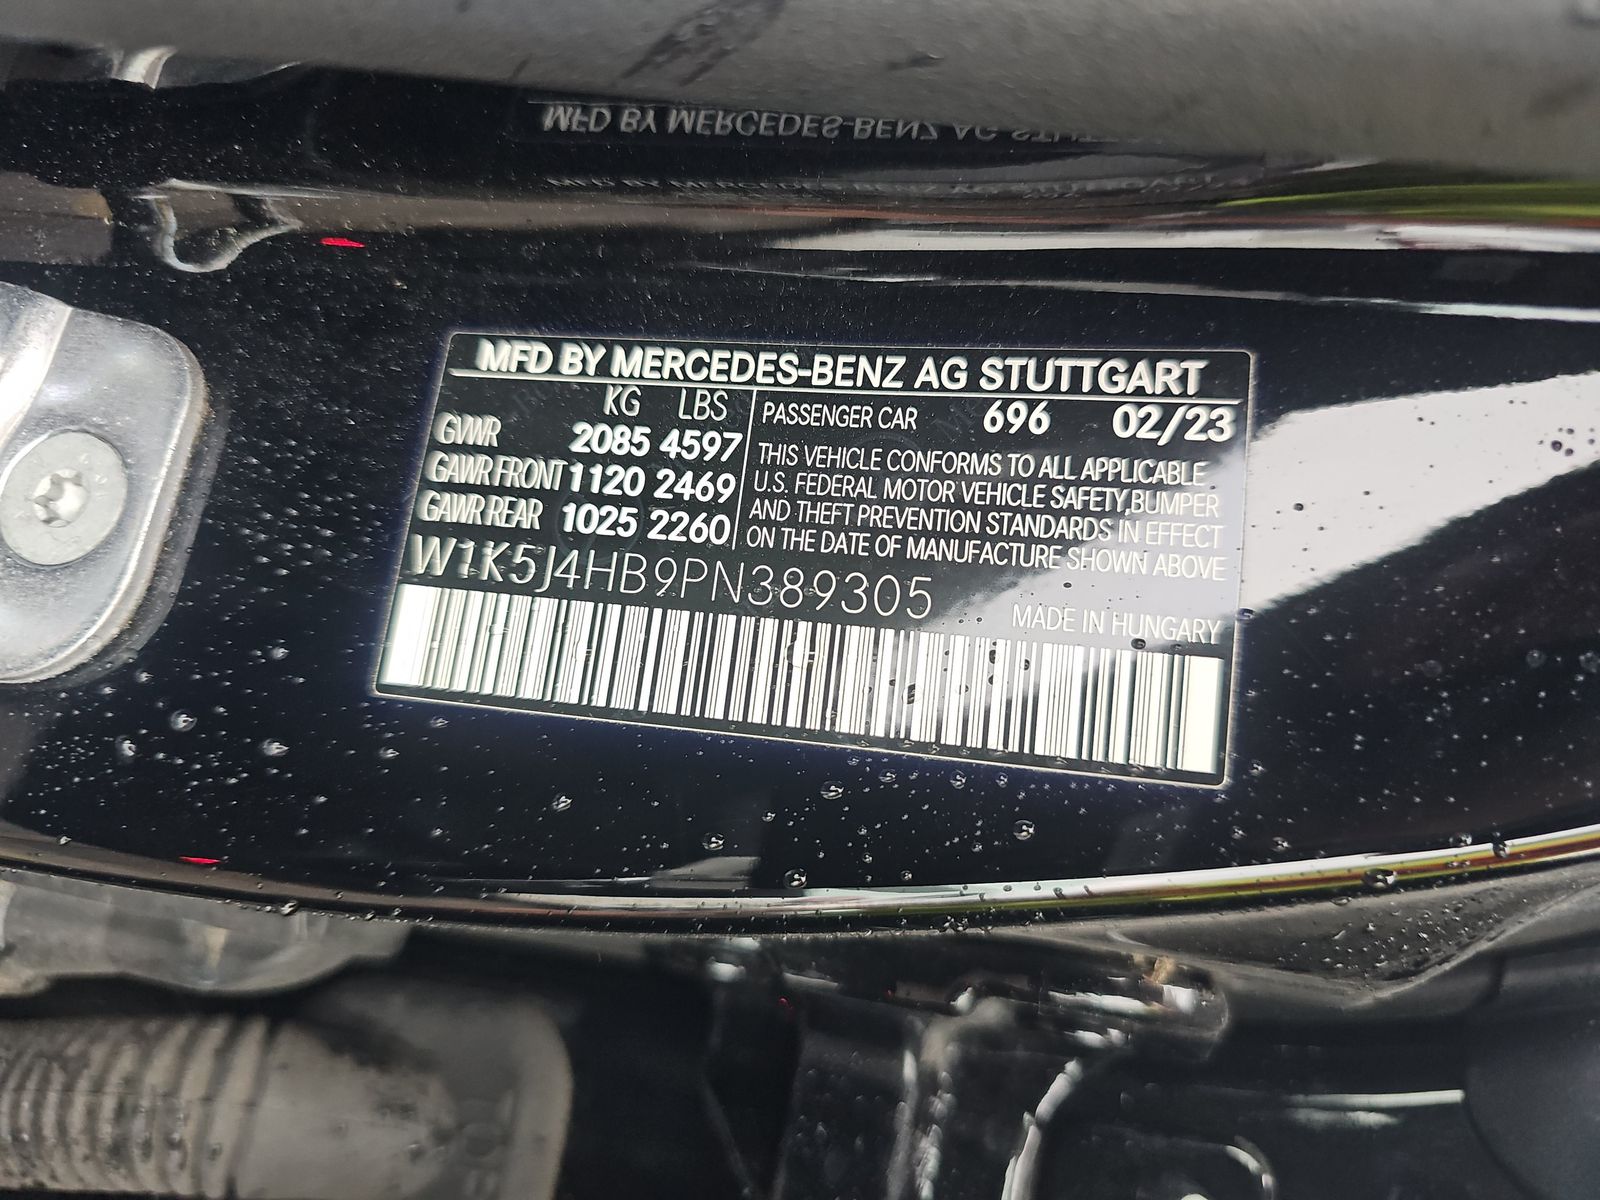 MFD BY MERCEDES-BENZ AG STUTTGART
KG LBS
GVWR 2085 4597
GAWR FRONT 1120 2469
GAWR REAR 1025 2260
PASSENGER CAR 696 02/23
THIS VEHICLE CONFORMS TO ALL APPLICABLE
U.S. FEDERAL MOTOR VEHICLE SAFETY, BUMPER
AND THEFT PREVENTION STANDARDS IN EFFECT
ON THE DATE OF MANUFACTURE SHOWN ABOVE
W1K5J4HB9PN389305
MADE IN HUNGARY